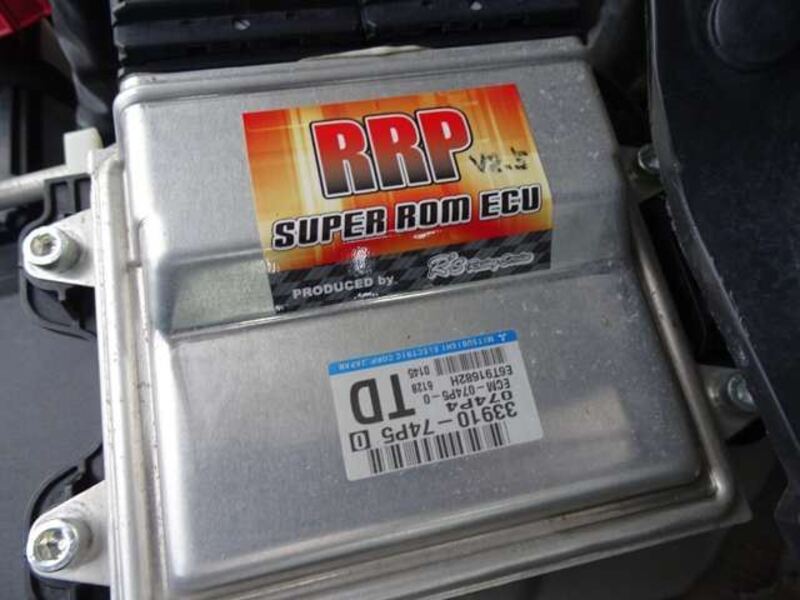 RRP
V2.5
SUPER ROM ECU
PRODUCED by R's
MITSUBISHI ELECTRIC CORP. JAPAN
E6T91682H 0145
ECM-074P5-0 6128
TD
074P4
33910-74P5 0